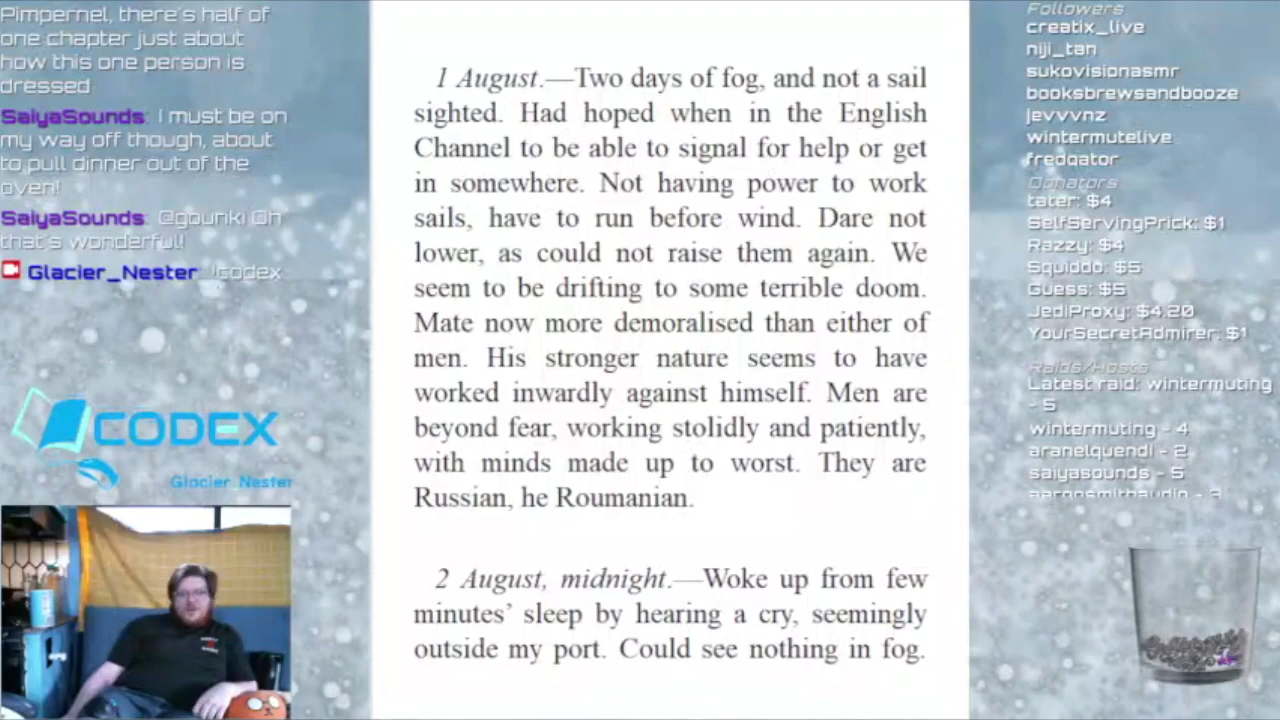 Pimpernel, there's half of
one chapter just about
how this one person is
dressed
SaiyaSounds: I must be on
my way off though, about
to pull dinner out of the
oven!
SaiyaSounds: @gouriki Oh
that's wonderful!
Glacier_Nester: !codex
CODEX
Glacier_Nester
1 August.—Two days of fog, and not a sail
sighted. Had hoped when in the English
Channel to be able to signal for help or get
in somewhere. Not having power to work
sails, have to run before wind. Dare not
lower, as could not raise them again. We
seem to be drifting to some terrible doom.
Mate now more demoralised than either of
men. His stronger nature seems to have
worked inwardly against himself. Men are
beyond fear, working stolidly and patiently,
with minds made up to worst. They are
Russian, he Roumanian.
2 August, midnight.—Woke up from few
minutes' sleep by hearing a cry, seemingly
outside my port. Could see nothing in fog.
Followers
creatix_live
niji_tan
sukovisionasmr
booksbrewsandbooze
jevvvnz
wintermutelive
fredgator
Donators
tater: $4
SelfServingPrick: $1
Razzy: $4
Squiddo: $5
Guess: $5
JediProxy: $4.20
YourSecretAdmirer: $1
Raids/Hosts
Latest raid: wintermuting
- 5
wintermuting - 4
aranelquendi - 2
saiyasounds - 5
aaronsmithaudio - 3